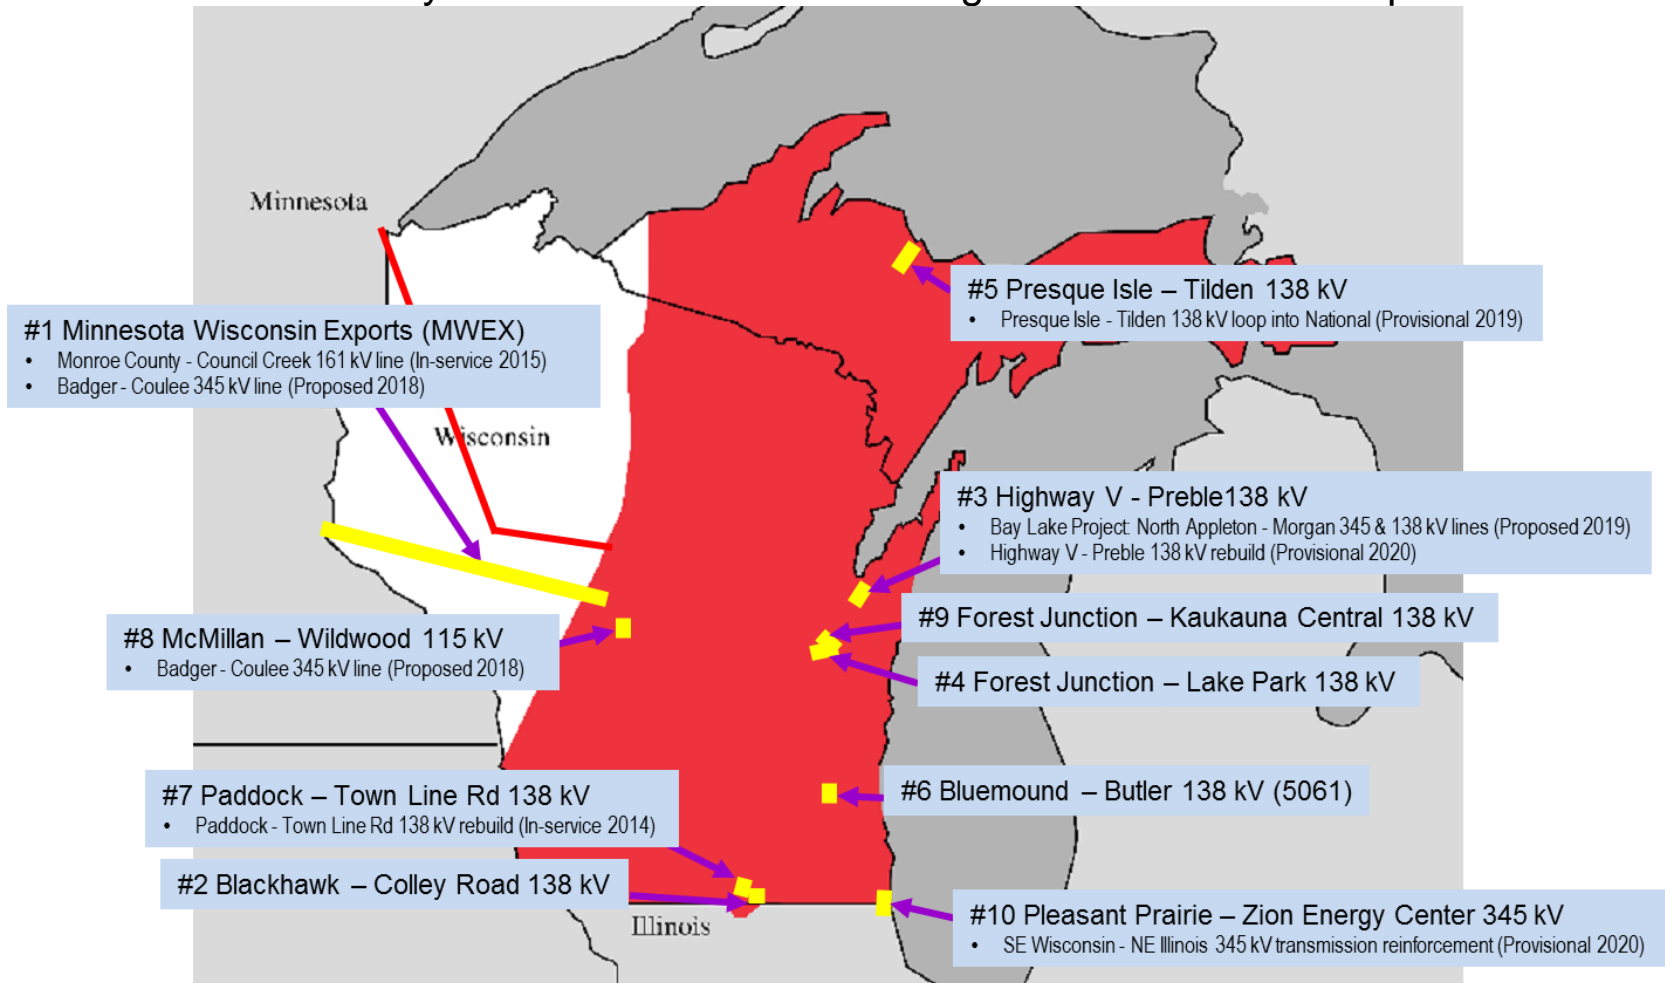 Minnesota
#5 Presque Isle – Tilden 138 kV
• Presque Isle - Tilden 138 kV loop into National (Provisional 2019)
#1 Minnesota Wisconsin Exports (MWEX)
• Monroe County - Council Creek 161 kV line (In-service 2015)
• Badger - Coulee 345 kV line (Proposed 2018)
Wisconsin
#3 Highway V - Preble138 kV
• Bay Lake Project: North Appleton - Morgan 345 & 138 kV lines (Proposed 2019)
• Highway V - Preble 138 kV rebuild (Provisional 2020)
#9 Forest Junction – Kaukauna Central 138 kV
#8 McMillan – Wildwood 115 kV
• Badger - Coulee 345 kV line (Proposed 2018)
#4 Forest Junction – Lake Park 138 kV
#7 Paddock – Town Line Rd 138 kV
• Paddock - Town Line Rd 138 kV rebuild (In-service 2014)
#6 Bluemound – Butler 138 kV (5061)
#2 Blackhawk – Colley Road 138 kV
Illinois
#10 Pleasant Prairie – Zion Energy Center 345 kV
• SE Wisconsin - NE Illinois 345 kV transmission reinforcement (Provisional 2020)